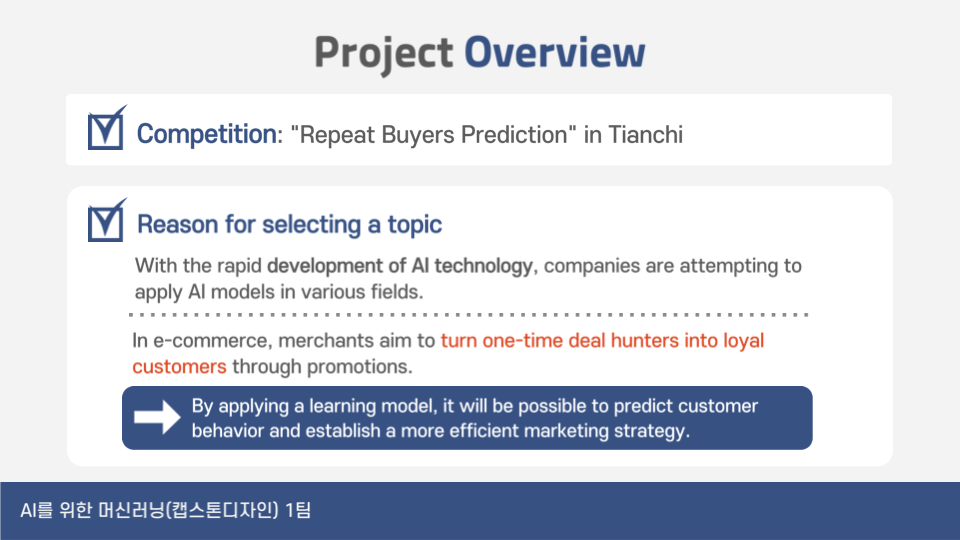 Project Overview
Competition: "Repeat Buyers Prediction" in Tianchi
Reason for selecting a topic
With the rapid development of AI technology, companies are attempting to
apply AI models in various fields.
In e-commerce, merchants aim to turn one-time deal hunters into loyal
customers through promotions.
By applying a learning model, it will be possible to predict customer
behavior and establish a more efficient marketing strategy.
AI를 위한 머신러닝(캡스톤디자인) 1팀